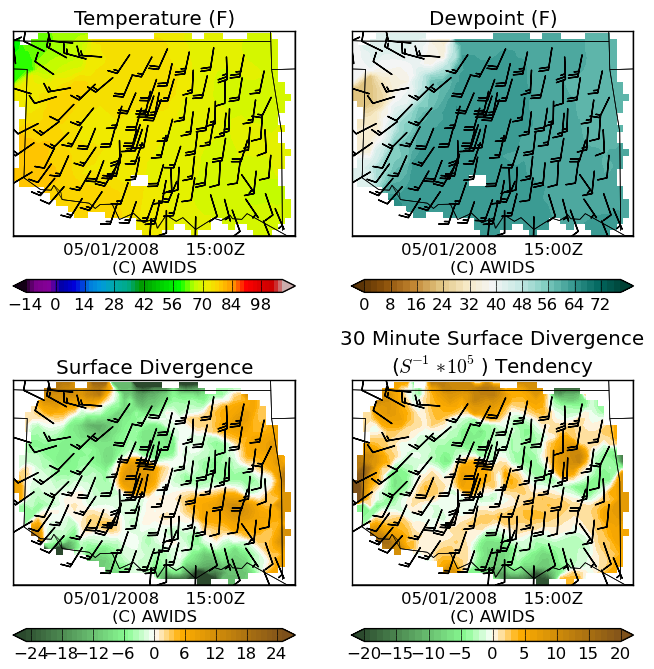 Temperature (F)
05/01/2008 15:00Z
(C) AWIDS
−14 0 14 28 42 56 70 84 98
Dewpoint (F)
05/01/2008 15:00Z
(C) AWIDS
0 8 16 24 32 40 48 56 64 72
Surface Divergence
05/01/2008 15:00Z
(C) AWIDS
−24 −18 −12 −6 0 6 12 18 24
30 Minute Surface Divergence
(S⁻¹ *10⁵ ) Tendency
05/01/2008 15:00Z
(C) AWIDS
−20 −15 −10 −5 0 5 10 15 20